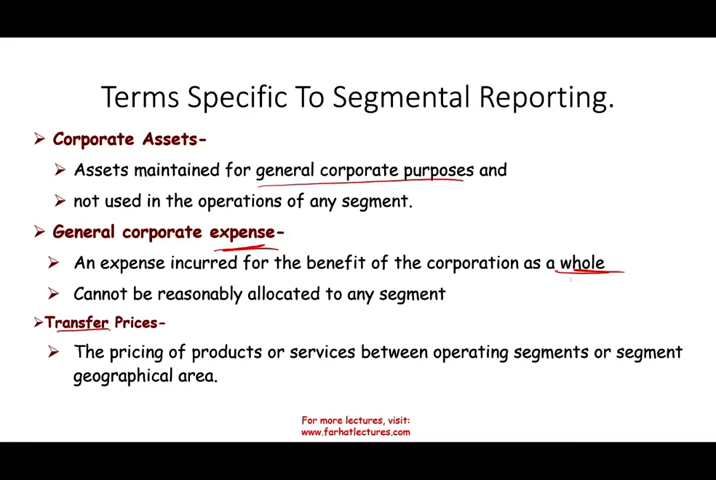 Terms Specific To Segmental Reporting.
Corporate Assets-
Assets maintained for general corporate purposes and
not used in the operations of any segment.
General corporate expense-
An expense incurred for the benefit of the corporation as a whole
Cannot be reasonably allocated to any segment
Transfer Prices-
The pricing of products or services between operating segments or segment
geographical area.
For more lectures, visit:
www.farhatlectures.com